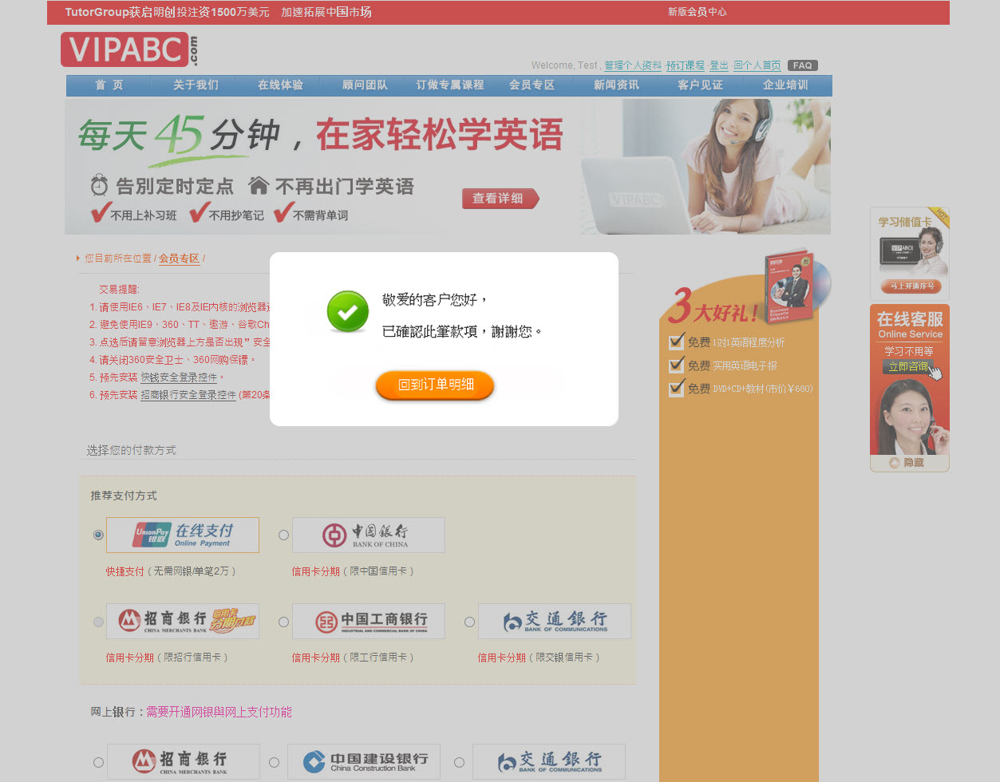 TutorGroup获启明创投注资1500万美元 加速拓展中国市场
新版会员中心
VIPABC.com
Welcome, Test , 管理个人资料·预订课程·登出·回个人首页 FAQ
首 页 关于我们 在线体验 顾问团队 订做专属课程 会员专区 新闻资讯 客户见证 企业培训
每天45分钟，在家轻松学英语
告别定时定点 不再出门学英语
不用上补习班 不用抄笔记 不需背单词
查看详细
VIPABC
您目前所在位置 / 会员专区 /
交易提醒:
1. 请使用IE6、IE7、IE8及IE内核的浏览器
2. 避免使用IE9、360、TT、遨游、谷歌Ch
3. 点选后请留意浏览器上方是否出现”安全
4. 请关闭360安全卫士、360网购保镖。
5. 预先安装 快钱安全登录控件。
6. 预先安装 招商银行安全登录控件 (第20条
敬爱的客户您好，
已確認此筆款項，謝謝您。
回到订单明细
3大好礼!
免费 1对1英语程度分析
免费 实用英语电子报
免费 DVD+CD+教材(市价￥680)
HOT
学习储值卡
VIPABC
马上开通序号
在线客服
Online Service
学习不用等
立即咨询
隐藏
选择您的付款方式
推荐支付方式
UnionPay 银联 在线支付 Online Payment
中国銀行 BANK OF CHINA
快捷支付（无需网银/单笔2万）
信用卡分期（限中国信用卡）
招商银行 CHINA MERCHANTS BANK 信用卡分期付款
中国工商银行 INDUSTRIAL AND COMMERCIAL BANK OF CHINA
交通銀行 BANK OF COMMUNICATIONS
信用卡分期（限招行信用卡）
信用卡分期（限工行信用卡）
信用卡分期（限交银信用卡）
网上银行：需要开通网银與网上支付功能
招商银行 CHINA MERCHANTS BANK
中国建设银行 China Construction Bank
交通銀行 BANK OF COMMUNICATIONS